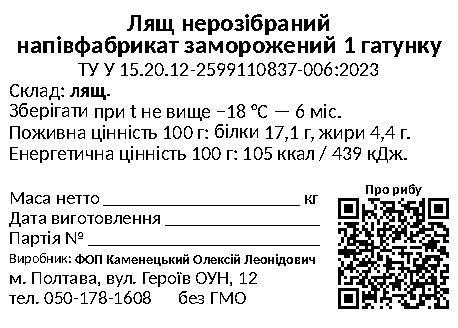 Лящ нерозібраний
напівфабрикат заморожений 1 гатунку
ТУ У 15.20.12-2599110837-006:2023
Склад: лящ.
Зберігати при t не вище −18 °C — 6 міс.
Поживна цінність 100 г: білки 17,1 г, жири 4,4 г.
Енергетична цінність 100 г: 105 ккал / 439 кДж.
Маса нетто ____________________ кг
Дата виготовлення ________________
Партія № ________________________
Про рибу
Виробник: ФОП Каменецький Олексій Леонідович
м. Полтава, вул. Героїв ОУН, 12
тел. 050-178-1608 без ГМО